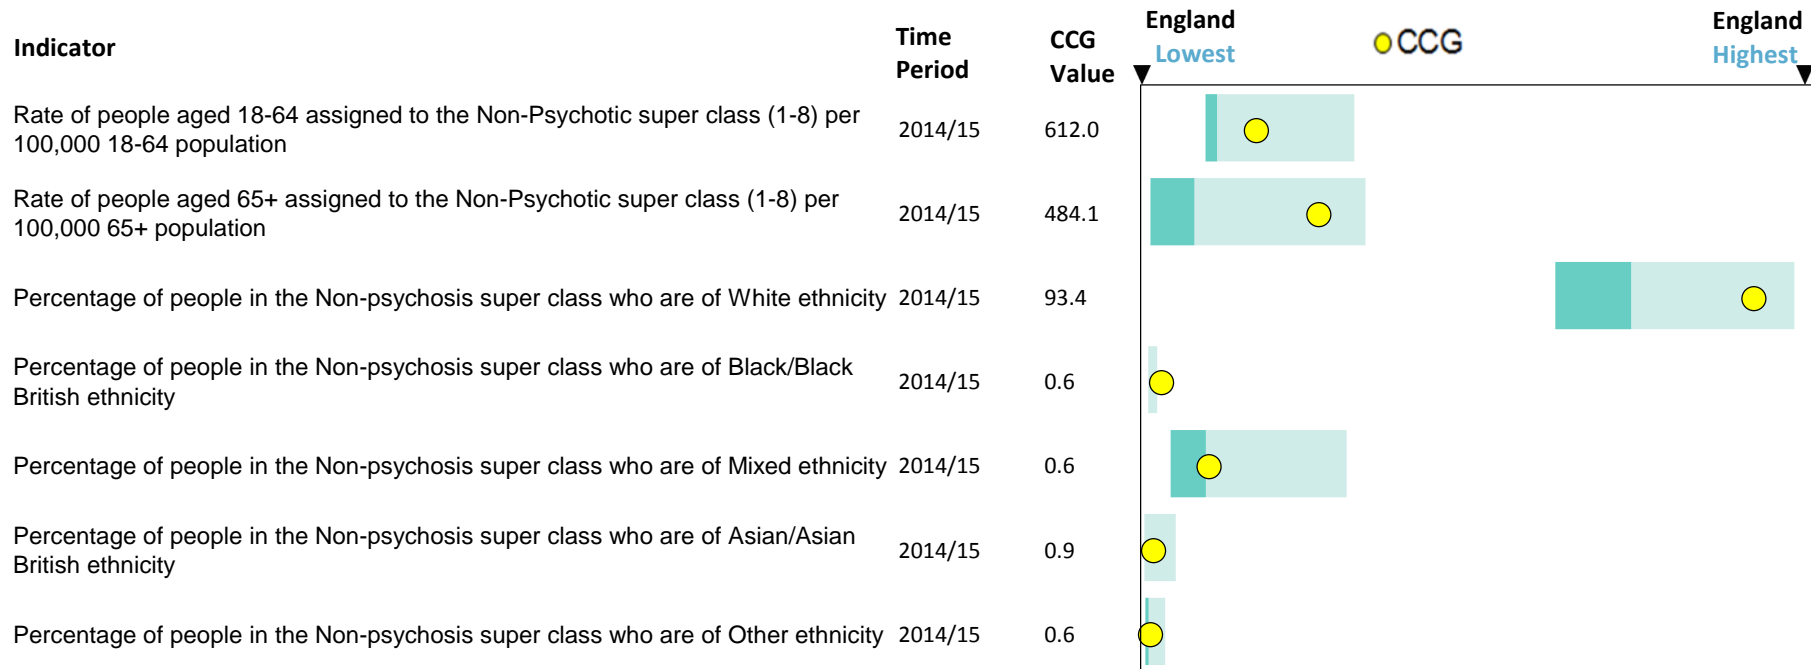 Indicator
Time
Period
CCG
Value
England
Lowest
CCG
England
Highest
Rate of people aged 18-64 assigned to the Non-Psychotic super class (1-8) per
100,000 18-64 population
2014/15
612.0
Rate of people aged 65+ assigned to the Non-Psychotic super class (1-8) per
100,000 65+ population
2014/15
484.1
Percentage of people in the Non-psychosis super class who are of White ethnicity
2014/15
93.4
Percentage of people in the Non-psychosis super class who are of Black/Black
British ethnicity
2014/15
0.6
Percentage of people in the Non-psychosis super class who are of Mixed ethnicity
2014/15
0.6
Percentage of people in the Non-psychosis super class who are of Asian/Asian
British ethnicity
2014/15
0.9
Percentage of people in the Non-psychosis super class who are of Other ethnicity
2014/15
0.6